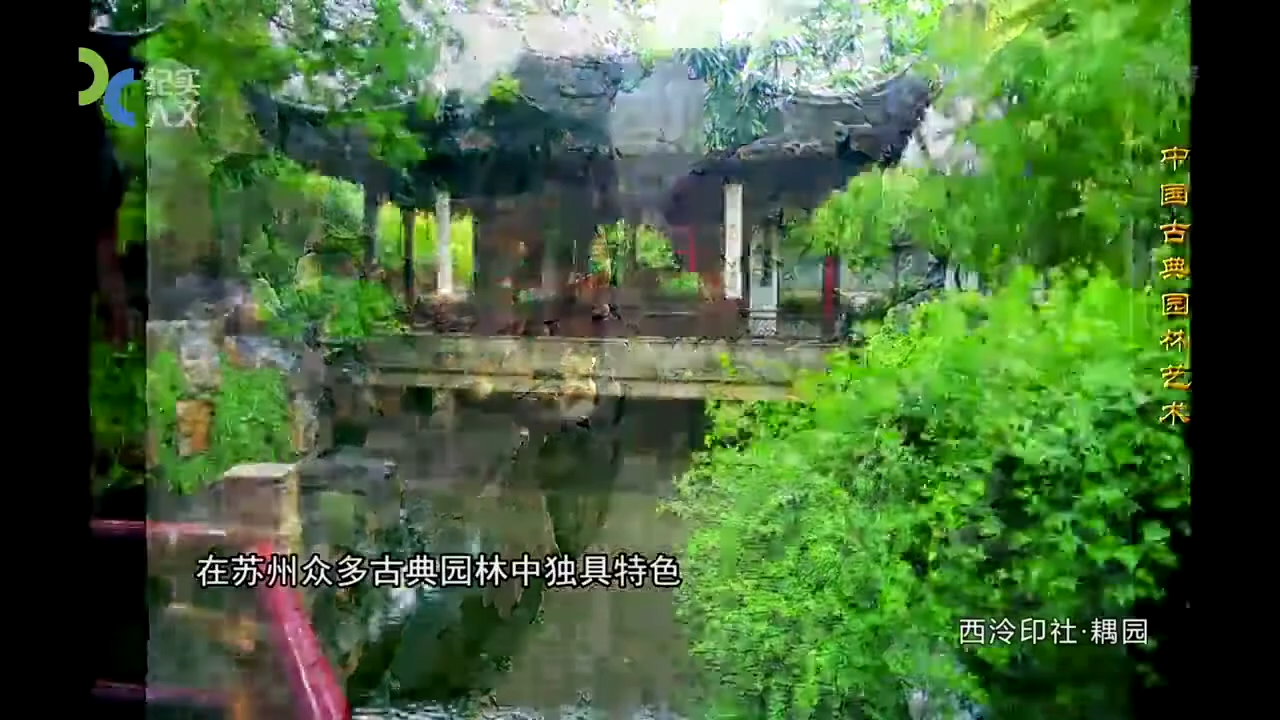 纪实
人文
中国古典园林艺术
在苏州众多古典园林中独具特色
西泠印社·耦园